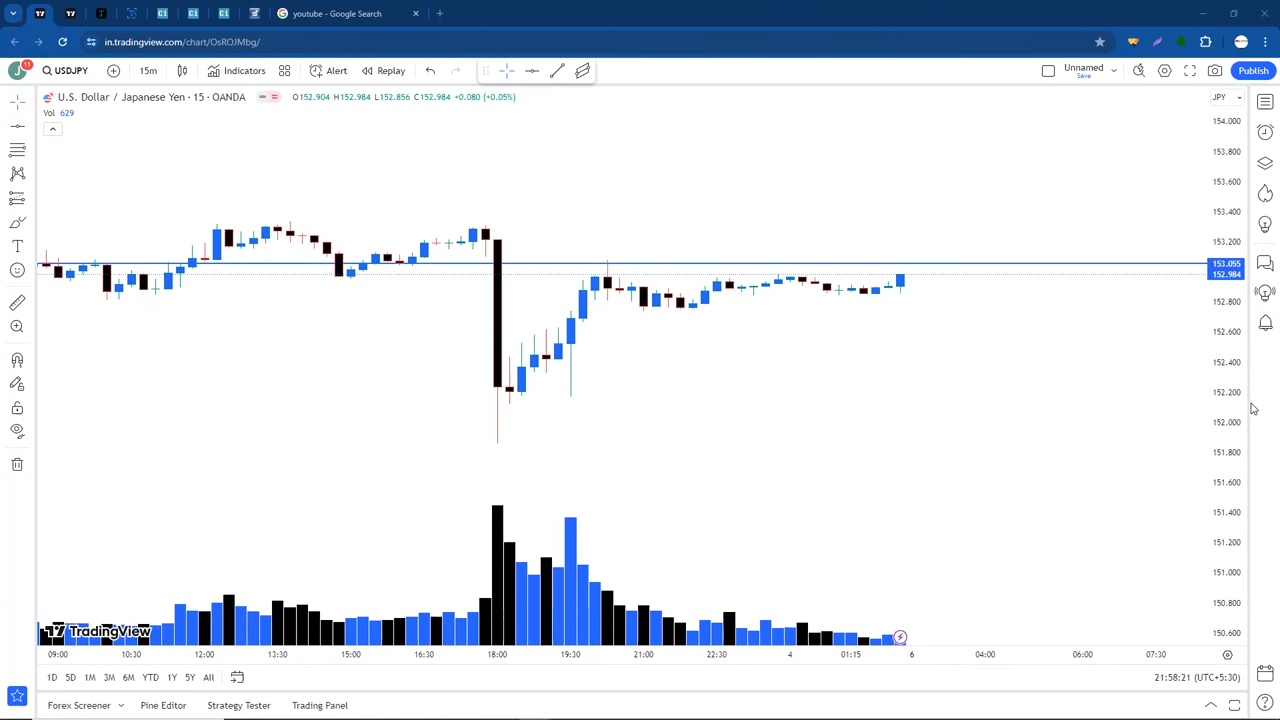 youtube - Google Search
in.tradingview.com/chart/OsROJMbg/
J 11 USDJPY 15m Indicators Alert Replay Unnamed Save Publish
U.S. Dollar / Japanese Yen · 15 · OANDA O152.904 H152.984 L152.856 C152.984 +0.080 (+0.05%) JPY
Vol 629
154.000
153.800
153.600
153.400
153.200
153.055
152.984
152.800
152.600
152.400
152.200
152.000
151.800
151.600
151.400
151.200
151.000
150.800
150.600
TradingView
09:00 10:30 12:00 13:30 15:00 16:30 18:00 19:30 21:00 22:30 4 01:15 6 04:00 06:00 07:30
1D 5D 1M 3M 6M YTD 1Y 5Y All 21:58:21 (UTC+5:30)
Forex Screener Pine Editor Strategy Tester Trading Panel